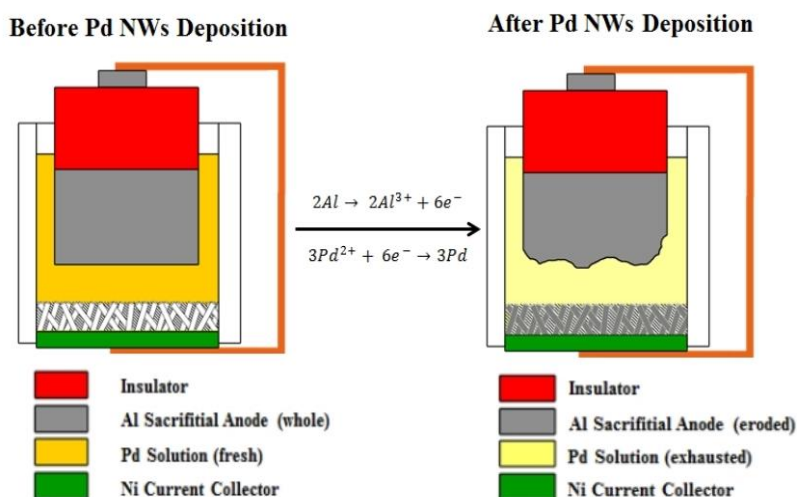 Before Pd NWs Deposition
After Pd NWs Deposition
2Al → 2Al³⁺ + 6e⁻
3Pd²⁺ + 6e⁻ → 3Pd
Insulator
Al Sacrifitial Anode (whole)
Pd Solution (fresh)
Ni Current Collector
Insulator
Al Sacrifitial Anode (eroded)
Pd Solution (exhausted)
Ni Current Collector